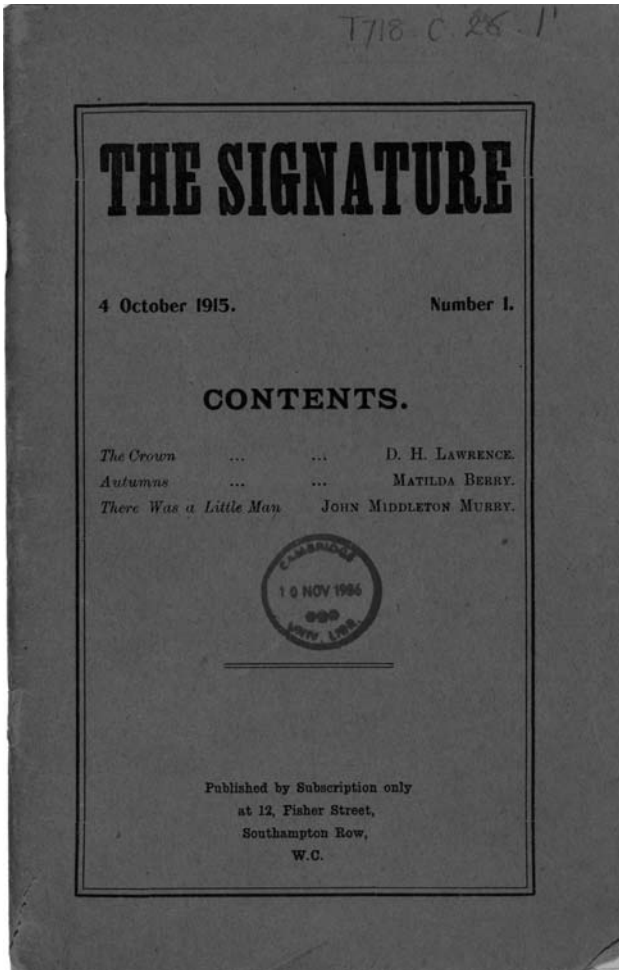 T718.C.26.1
THE SIGNATURE
4 October 1915. Number 1.
CONTENTS.
The Crown ... ... D. H. LAWRENCE.
Autumns ... ... MATILDA BERRY.
There Was a Little Man JOHN MIDDLETON MURRY.
CAMBRIDGE
10 NOV 1986
UNIV. LIBR.
Published by Subscription only
at 12, Fisher Street,
Southampton Row,
W.C.